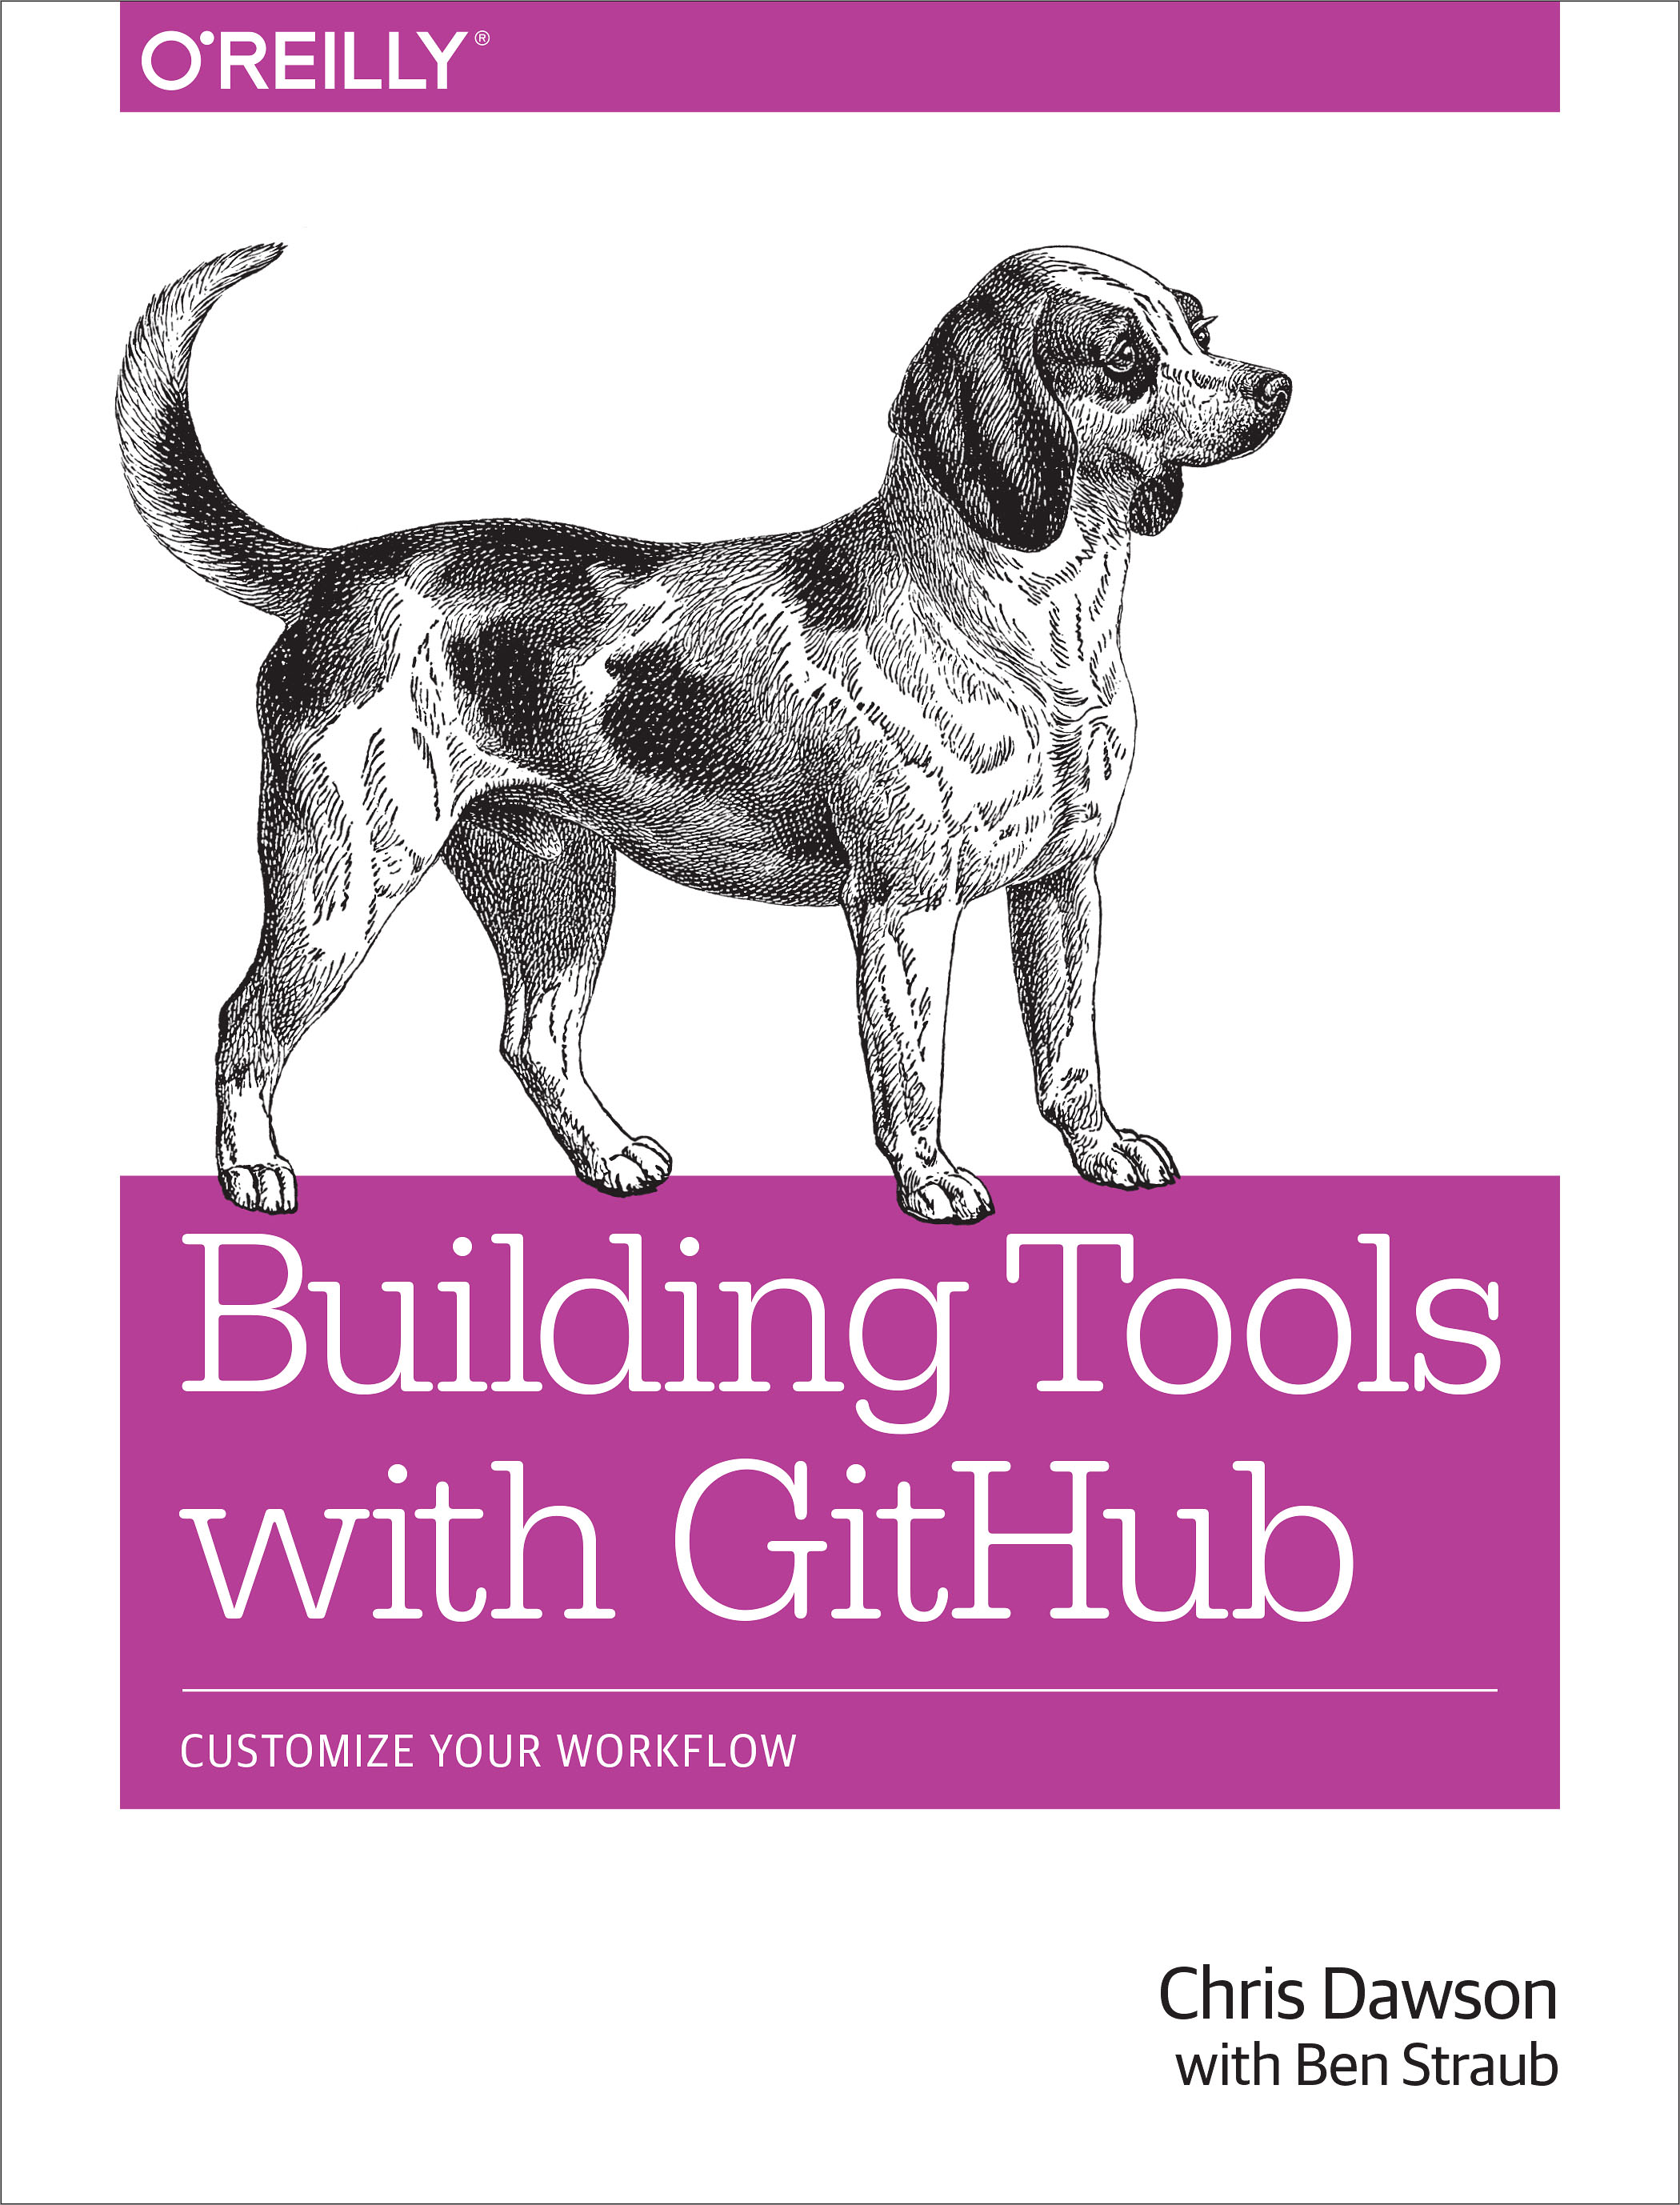 O'REILLY®
Building Tools
with GitHub
CUSTOMIZE YOUR WORKFLOW
Chris Dawson
with Ben Straub